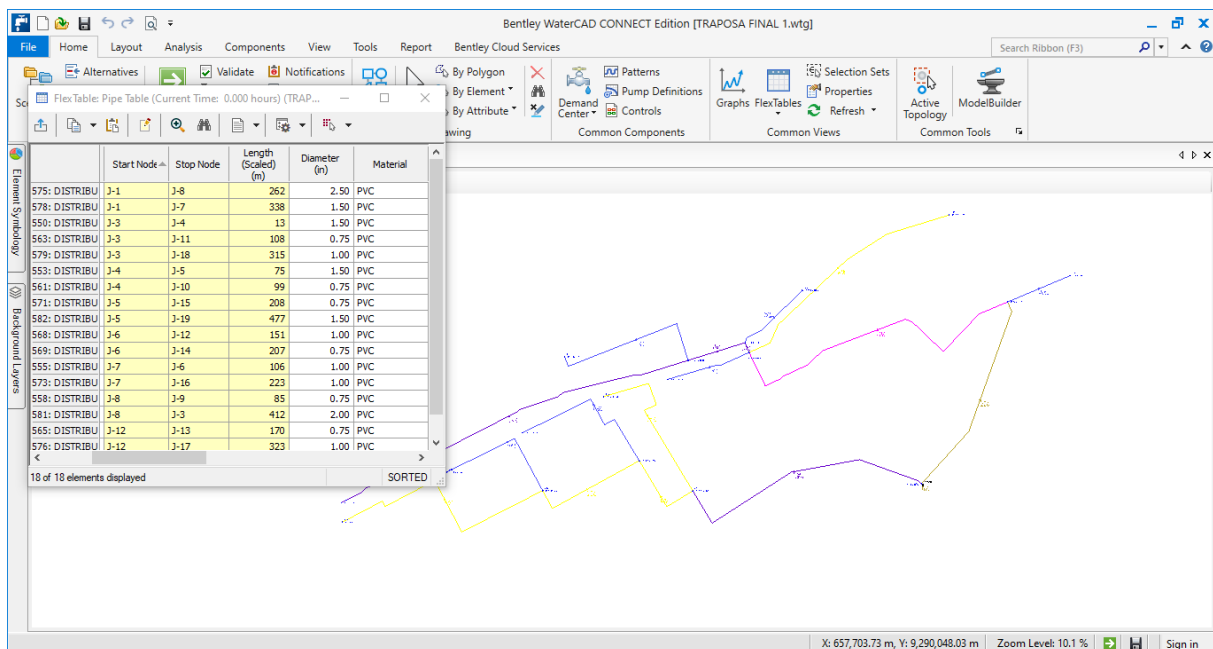 Bentley WaterCAD CONNECT Edition [TRAPOSA FINAL 1.wtg]
File Home Layout Analysis Components View Tools Report Bentley Cloud Services Search Ribbon (F3)
Alternatives Validate Notifications By Polygon Patterns Selection Sets
By Element Pump Definitions Properties
By Attribute Demand Center Controls Graphs FlexTables Refresh Active Topology ModelBuilder
Common Components Common Views Common Tools
FlexTable: Pipe Table (Current Time: 0.000 hours) (TRAP...
Element Symbology
Background Layers
Start Node Stop Node Length (Scaled) (m) Diameter (in) Material
575: DISTRIBU J-1 J-8 262 2.50 PVC
578: DISTRIBU J-1 J-7 338 1.50 PVC
550: DISTRIBU J-3 J-4 13 1.50 PVC
563: DISTRIBU J-3 J-11 108 0.75 PVC
579: DISTRIBU J-3 J-18 315 1.00 PVC
553: DISTRIBU J-4 J-5 75 1.50 PVC
561: DISTRIBU J-4 J-10 99 0.75 PVC
571: DISTRIBU J-5 J-15 208 0.75 PVC
582: DISTRIBU J-5 J-19 477 1.50 PVC
568: DISTRIBU J-6 J-12 151 1.00 PVC
569: DISTRIBU J-6 J-14 207 0.75 PVC
555: DISTRIBU J-7 J-6 106 1.00 PVC
573: DISTRIBU J-7 J-16 223 1.00 PVC
558: DISTRIBU J-8 J-9 85 0.75 PVC
581: DISTRIBU J-8 J-3 412 2.00 PVC
565: DISTRIBU J-12 J-13 170 0.75 PVC
576: DISTRIBU J-12 J-17 323 1.00 PVC
18 of 18 elements displayed SORTED
X: 657,703.73 m, Y: 9,290,048.03 m Zoom Level: 10.1 % Sign in